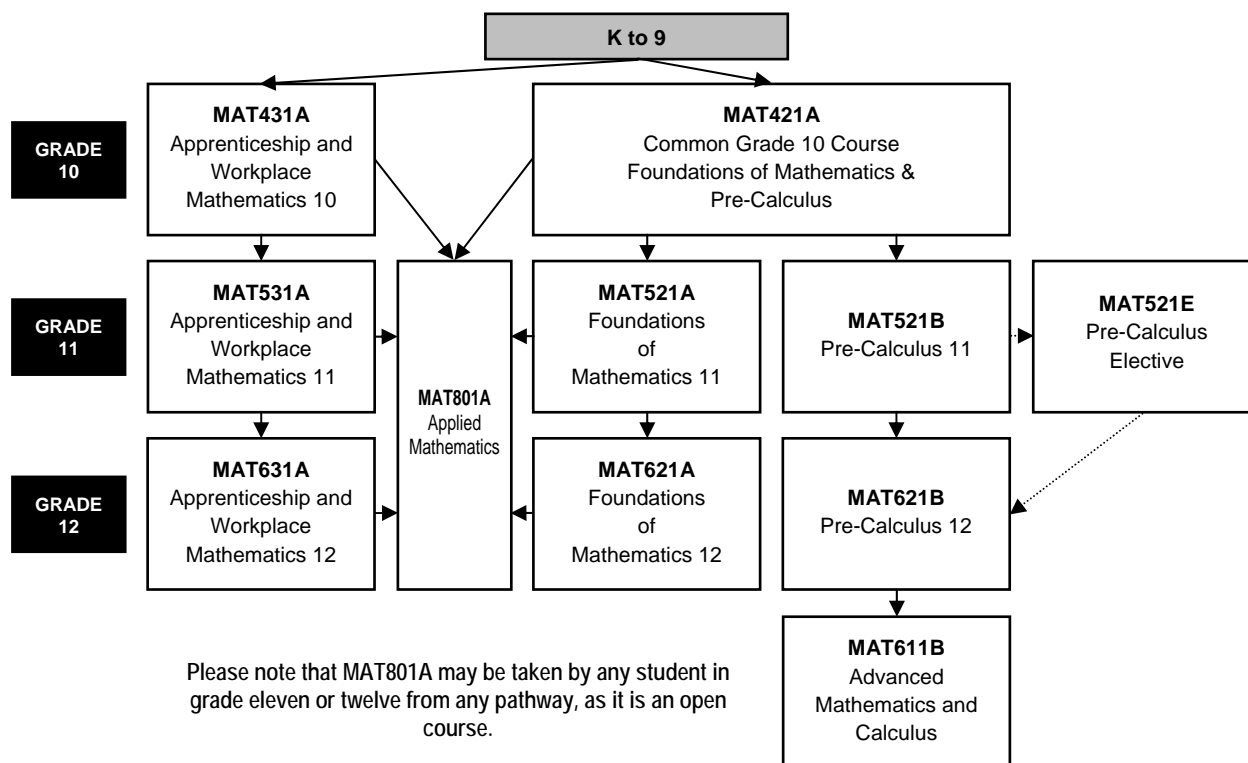 K to 9
GRADE
10
MAT431A
Apprenticeship and
Workplace
Mathematics 10
MAT421A
Common Grade 10 Course
Foundations of Mathematics &
Pre-Calculus
GRADE
11
MAT531A
Apprenticeship and
Workplace
Mathematics 11
MAT801A
Applied
Mathematics
MAT521A
Foundations
of
Mathematics 11
MAT521B
Pre-Calculus 11
MAT521E
Pre-Calculus
Elective
GRADE
12
MAT631A
Apprenticeship and
Workplace
Mathematics 12
MAT621A
Foundations
of
Mathematics 12
MAT621B
Pre-Calculus 12
MAT611B
Advanced
Mathematics and
Calculus
Please note that MAT801A may be taken by any student in
grade eleven or twelve from any pathway, as it is an open
course.